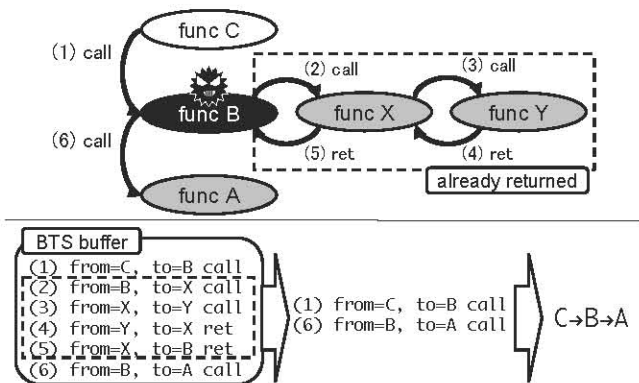 func C
(1) call
(2) call
(3) call
func B
func X
func Y
(6) call
(5) ret
(4) ret
func A
already returned
BTS buffer
(1) from=C, to=B call
(2) from=B, to=X call
(3) from=X, to=Y call
(4) from=Y, to=X ret
(5) from=X, to=B ret
(6) from=B, to=A call
(1) from=C, to=B call
(6) from=B, to=A call
C→B→A